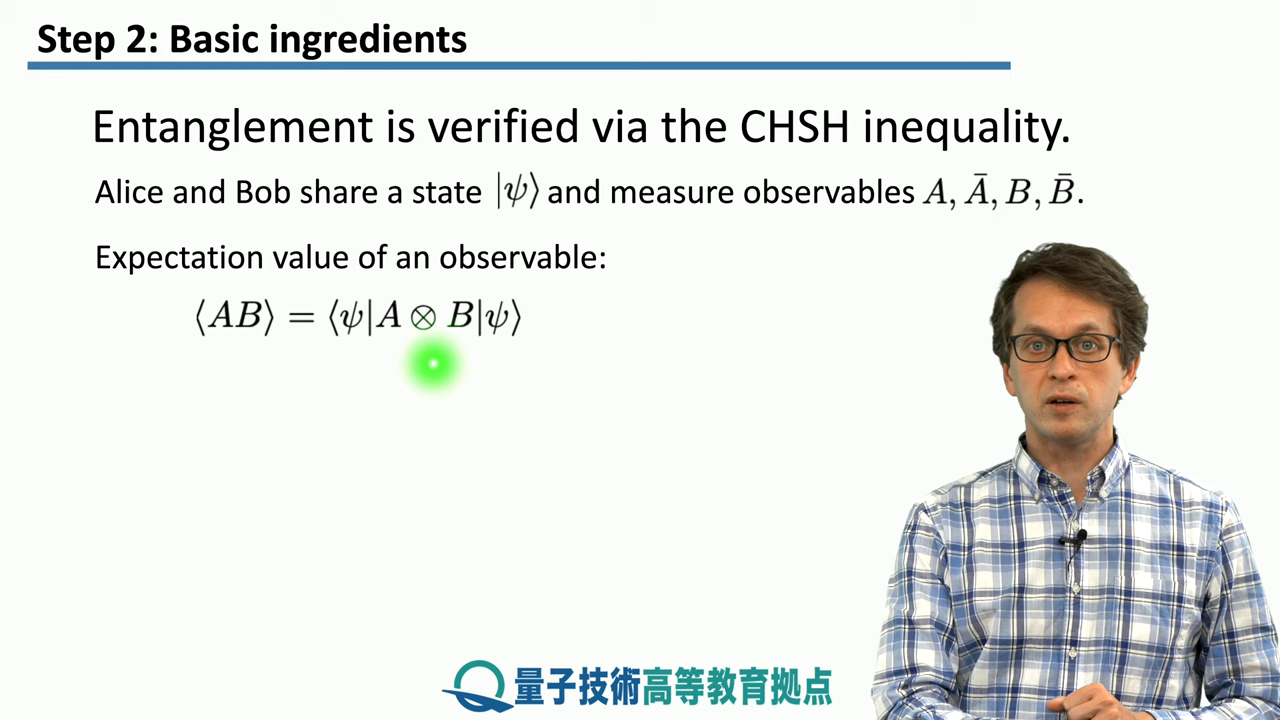 Step 2: Basic ingredients
Entanglement is verified via the CHSH inequality.
Alice and Bob share a state |ψ⟩ and measure observables A, Ā, B, B̄.
Expectation value of an observable:
⟨AB⟩ = ⟨ψ|A ⊗ B|ψ⟩
量子技術高等教育拠点